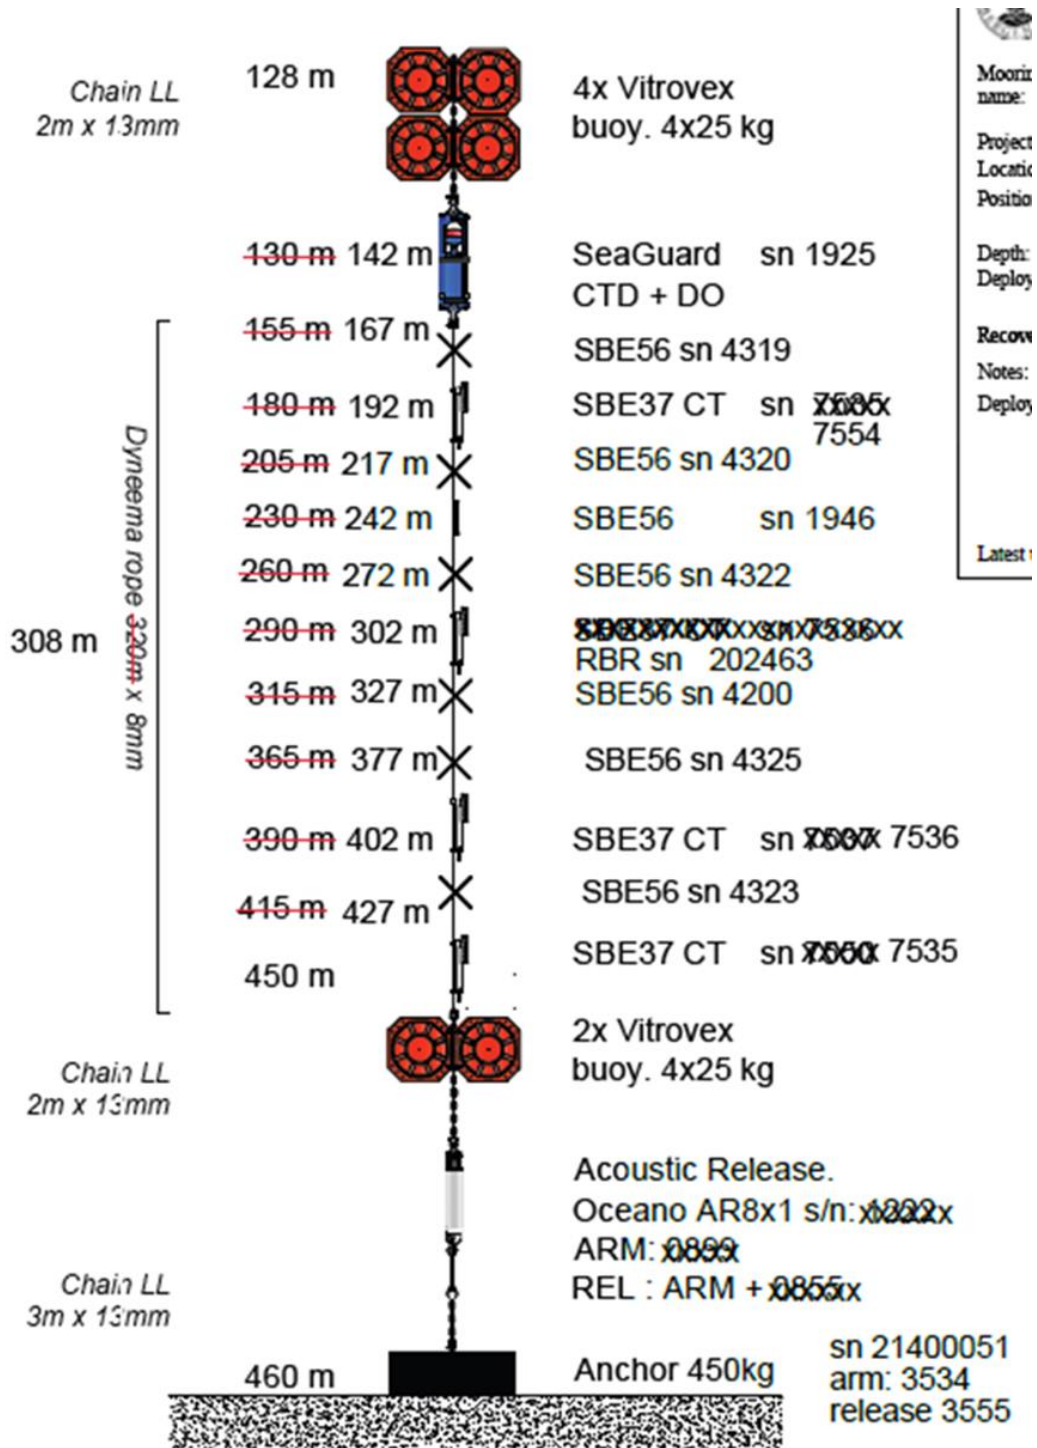 128 m
Chain LL
2m x 13mm
4x Vitrovex
buoy. 4x25 kg
130 m 142 m
SeaGuard sn 1925
CTD + DO
155 m 167 m
SBE56 sn 4319
180 m 192 m
SBE37 CT sn
7554
205 m 217 m
SBE56 sn 4320
230 m 242 m
SBE56 sn 1946
260 m 272 m
SBE56 sn 4322
290 m 302 m
RBR sn 202463
308 m
Dyneema rope 320m x 8mm
315 m 327 m
SBE56 sn 4200
365 m 377 m
SBE56 sn 4325
390 m 402 m
SBE37 CT sn 7536
415 m 427 m
SBE56 sn 4323
450 m
SBE37 CT sn 7535
2x Vitrovex
buoy. 4x25 kg
Chain LL
2m x 13mm
Acoustic Release.
Oceano AR8x1 s/n:
ARM:
REL : ARM +
Chain LL
3m x 13mm
460 m
Anchor 450kg
sn 21400051
arm: 3534
release 3555
Moorin
name:
Project
Locatio
Positio
Depth:
Deploy
Recove
Notes:
Deploy
Latest